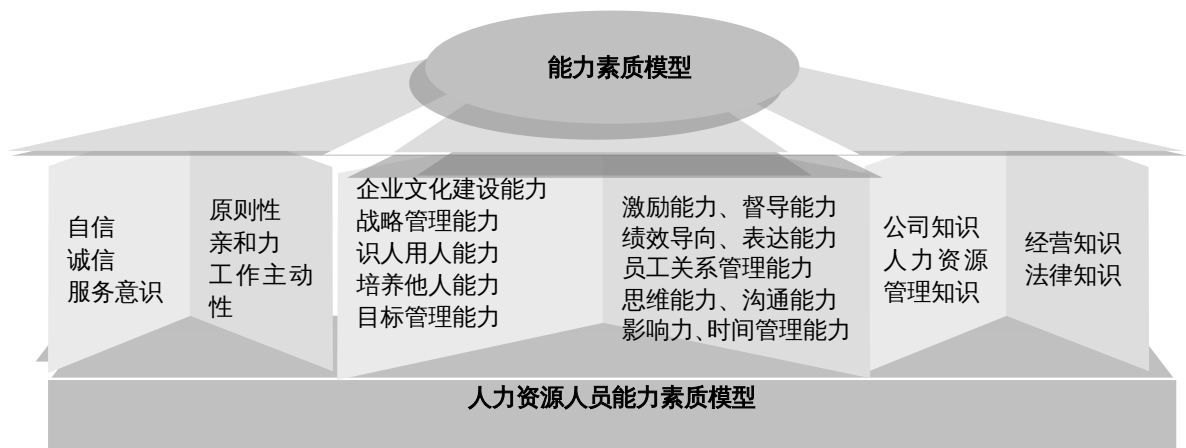 能力素质模型
自信
诚信
服务意识
原则性
亲和力
工作主动
性
企业文化建设能力
战略管理能力
识人用人能力
培养他人能力
目标管理能力
激励能力、督导能力
绩效导向、表达能力
员工关系管理能力
思维能力、沟通能力
影响力、时间管理能力
公司知识
人力资源
管理知识
经营知识
法律知识
人力资源人员能力素质模型